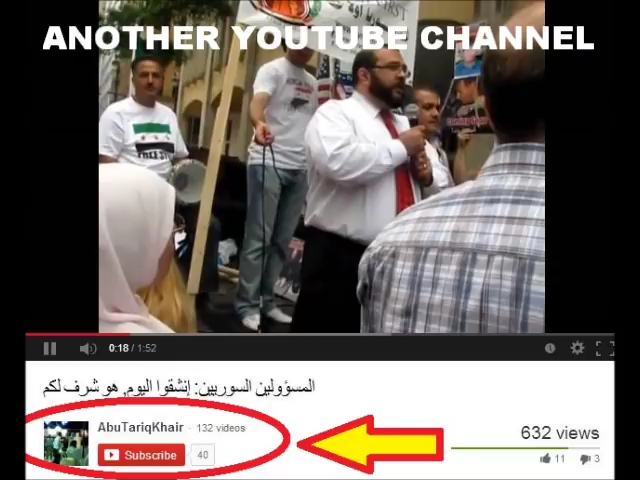 ANOTHER YOUTUBE CHANNEL
0:18 / 1:52
المسؤولين السوريين: إنشقوا اليوم, هو شرف لكم
AbuTariqKhair - 132 videos
Subscribe 40
632 views
11 3